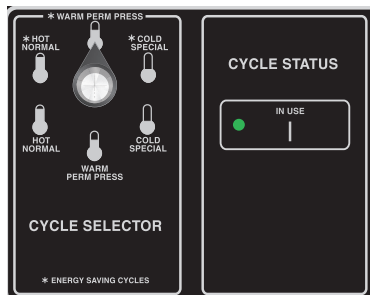 * WARM PERM PRESS
* HOT
NORMAL
* COLD
SPECIAL
HOT
NORMAL
COLD
SPECIAL
WARM
PERM PRESS
CYCLE SELECTOR
* ENERGY SAVING CYCLES
CYCLE STATUS
IN USE